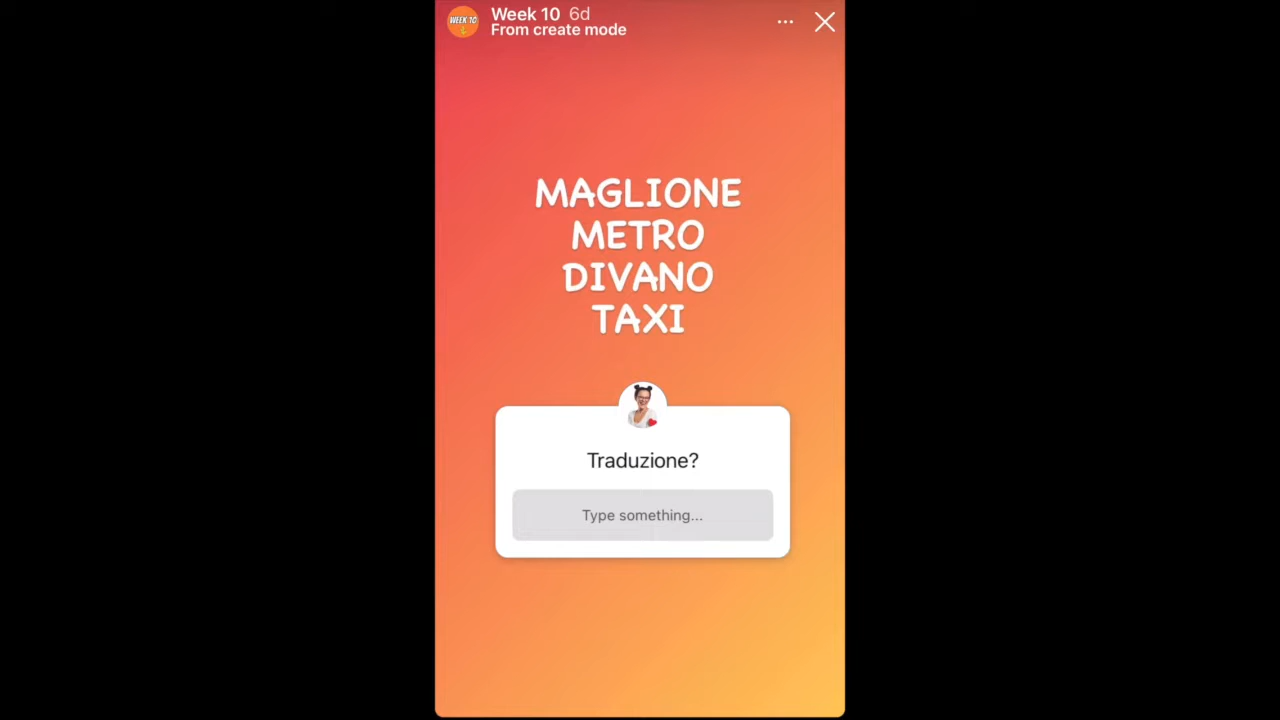 WEEK 10
Week 10 6d
From create mode
MAGLIONE
METRO
DIVANO
TAXI
Traduzione?
Type something...